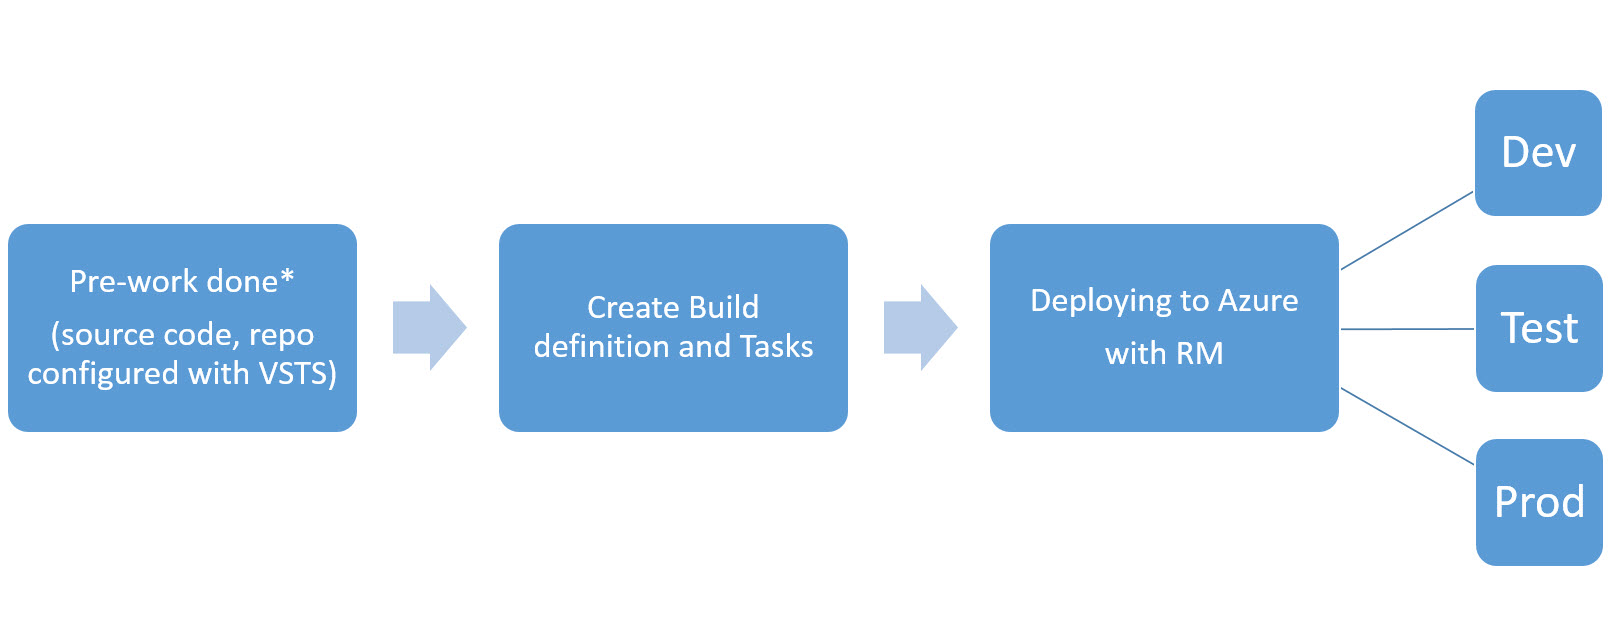 Pre-work done*
(source code, repo
configured with VSTS)
Create Build
definition and Tasks
Deploying to Azure
with RM
Dev
Test
Prod